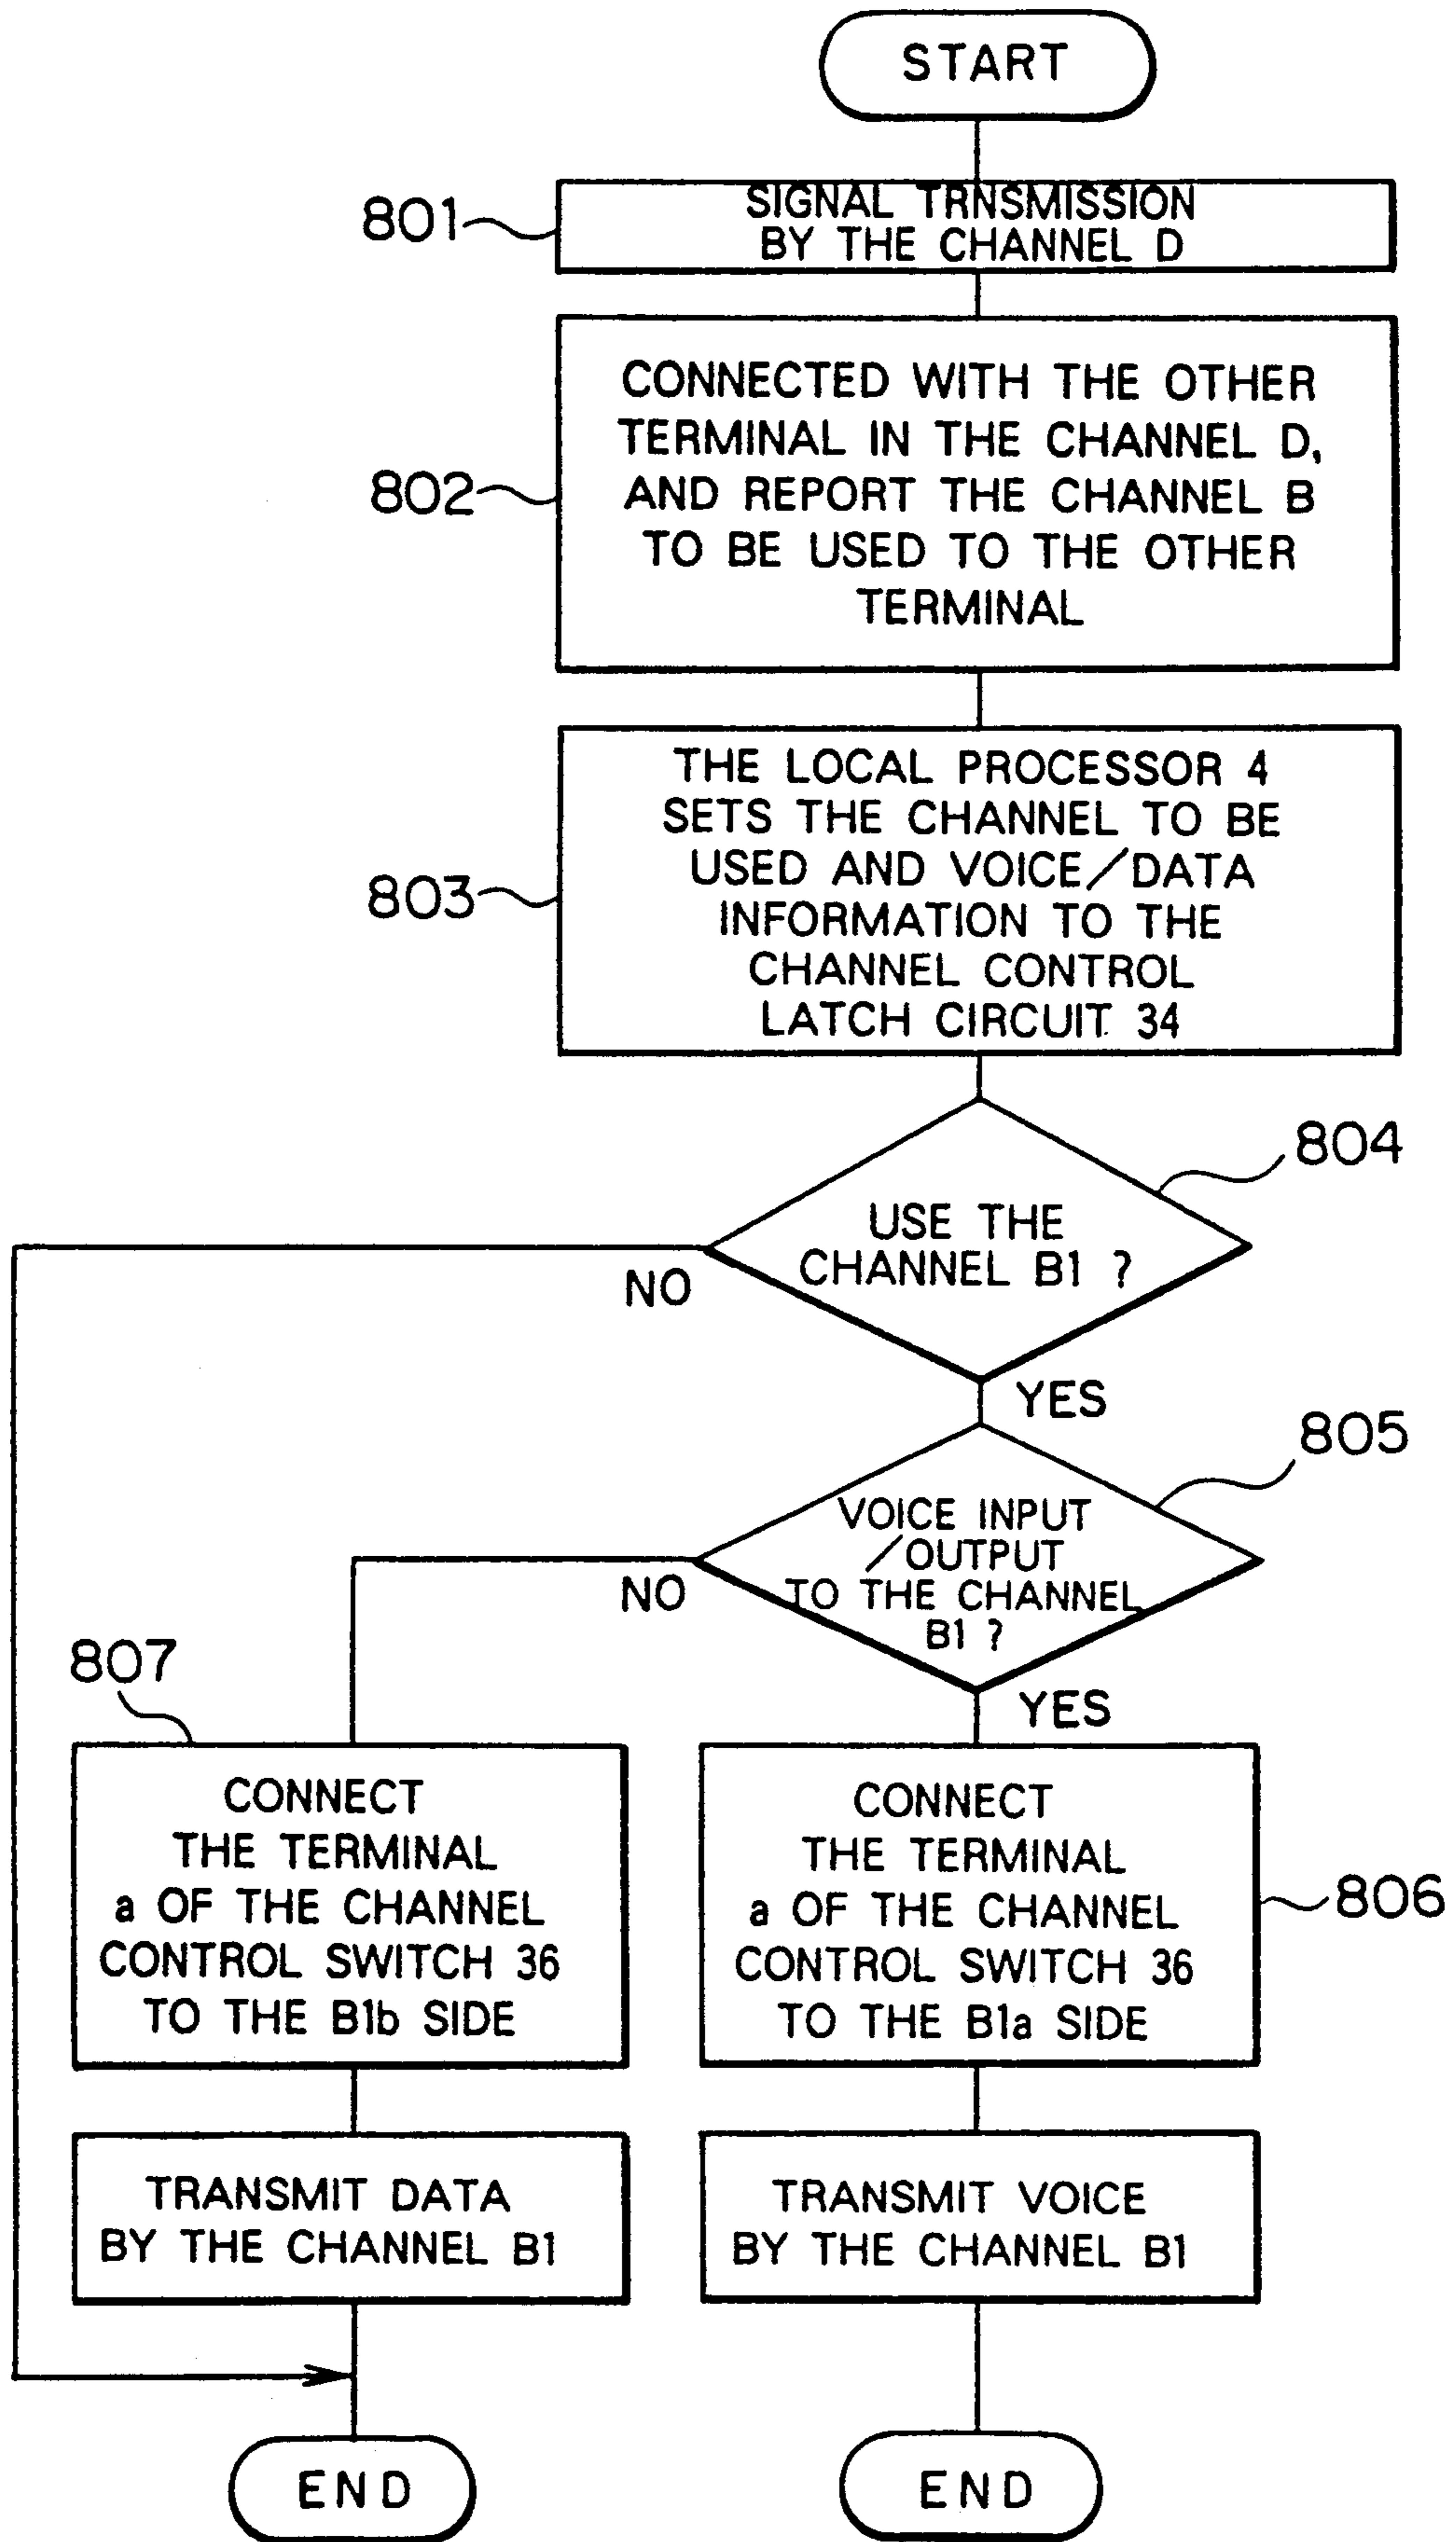 START
801
SIGNAL TRNSMISSION
BY THE CHANNEL D
802
CONNECTED WITH THE OTHER
TERMINAL IN THE CHANNEL D,
AND REPORT THE CHANNEL B
TO BE USED TO THE OTHER
TERMINAL
803
THE LOCAL PROCESSOR 4
SETS THE CHANNEL TO BE
USED AND VOICE/DATA
INFORMATION TO THE
CHANNEL CONTROL
LATCH CIRCUIT 34
804
USE THE
CHANNEL B1 ?
NO
YES
805
VOICE INPUT
/OUTPUT
TO THE CHANNEL
B1 ?
NO
YES
807
CONNECT
THE TERMINAL
a OF THE CHANNEL
CONTROL SWITCH 36
TO THE B1b SIDE
CONNECT
THE TERMINAL
a OF THE CHANNEL
CONTROL SWITCH 36
TO THE B1a SIDE
806
TRANSMIT DATA
BY THE CHANNEL B1
TRANSMIT VOICE
BY THE CHANNEL B1
END
END